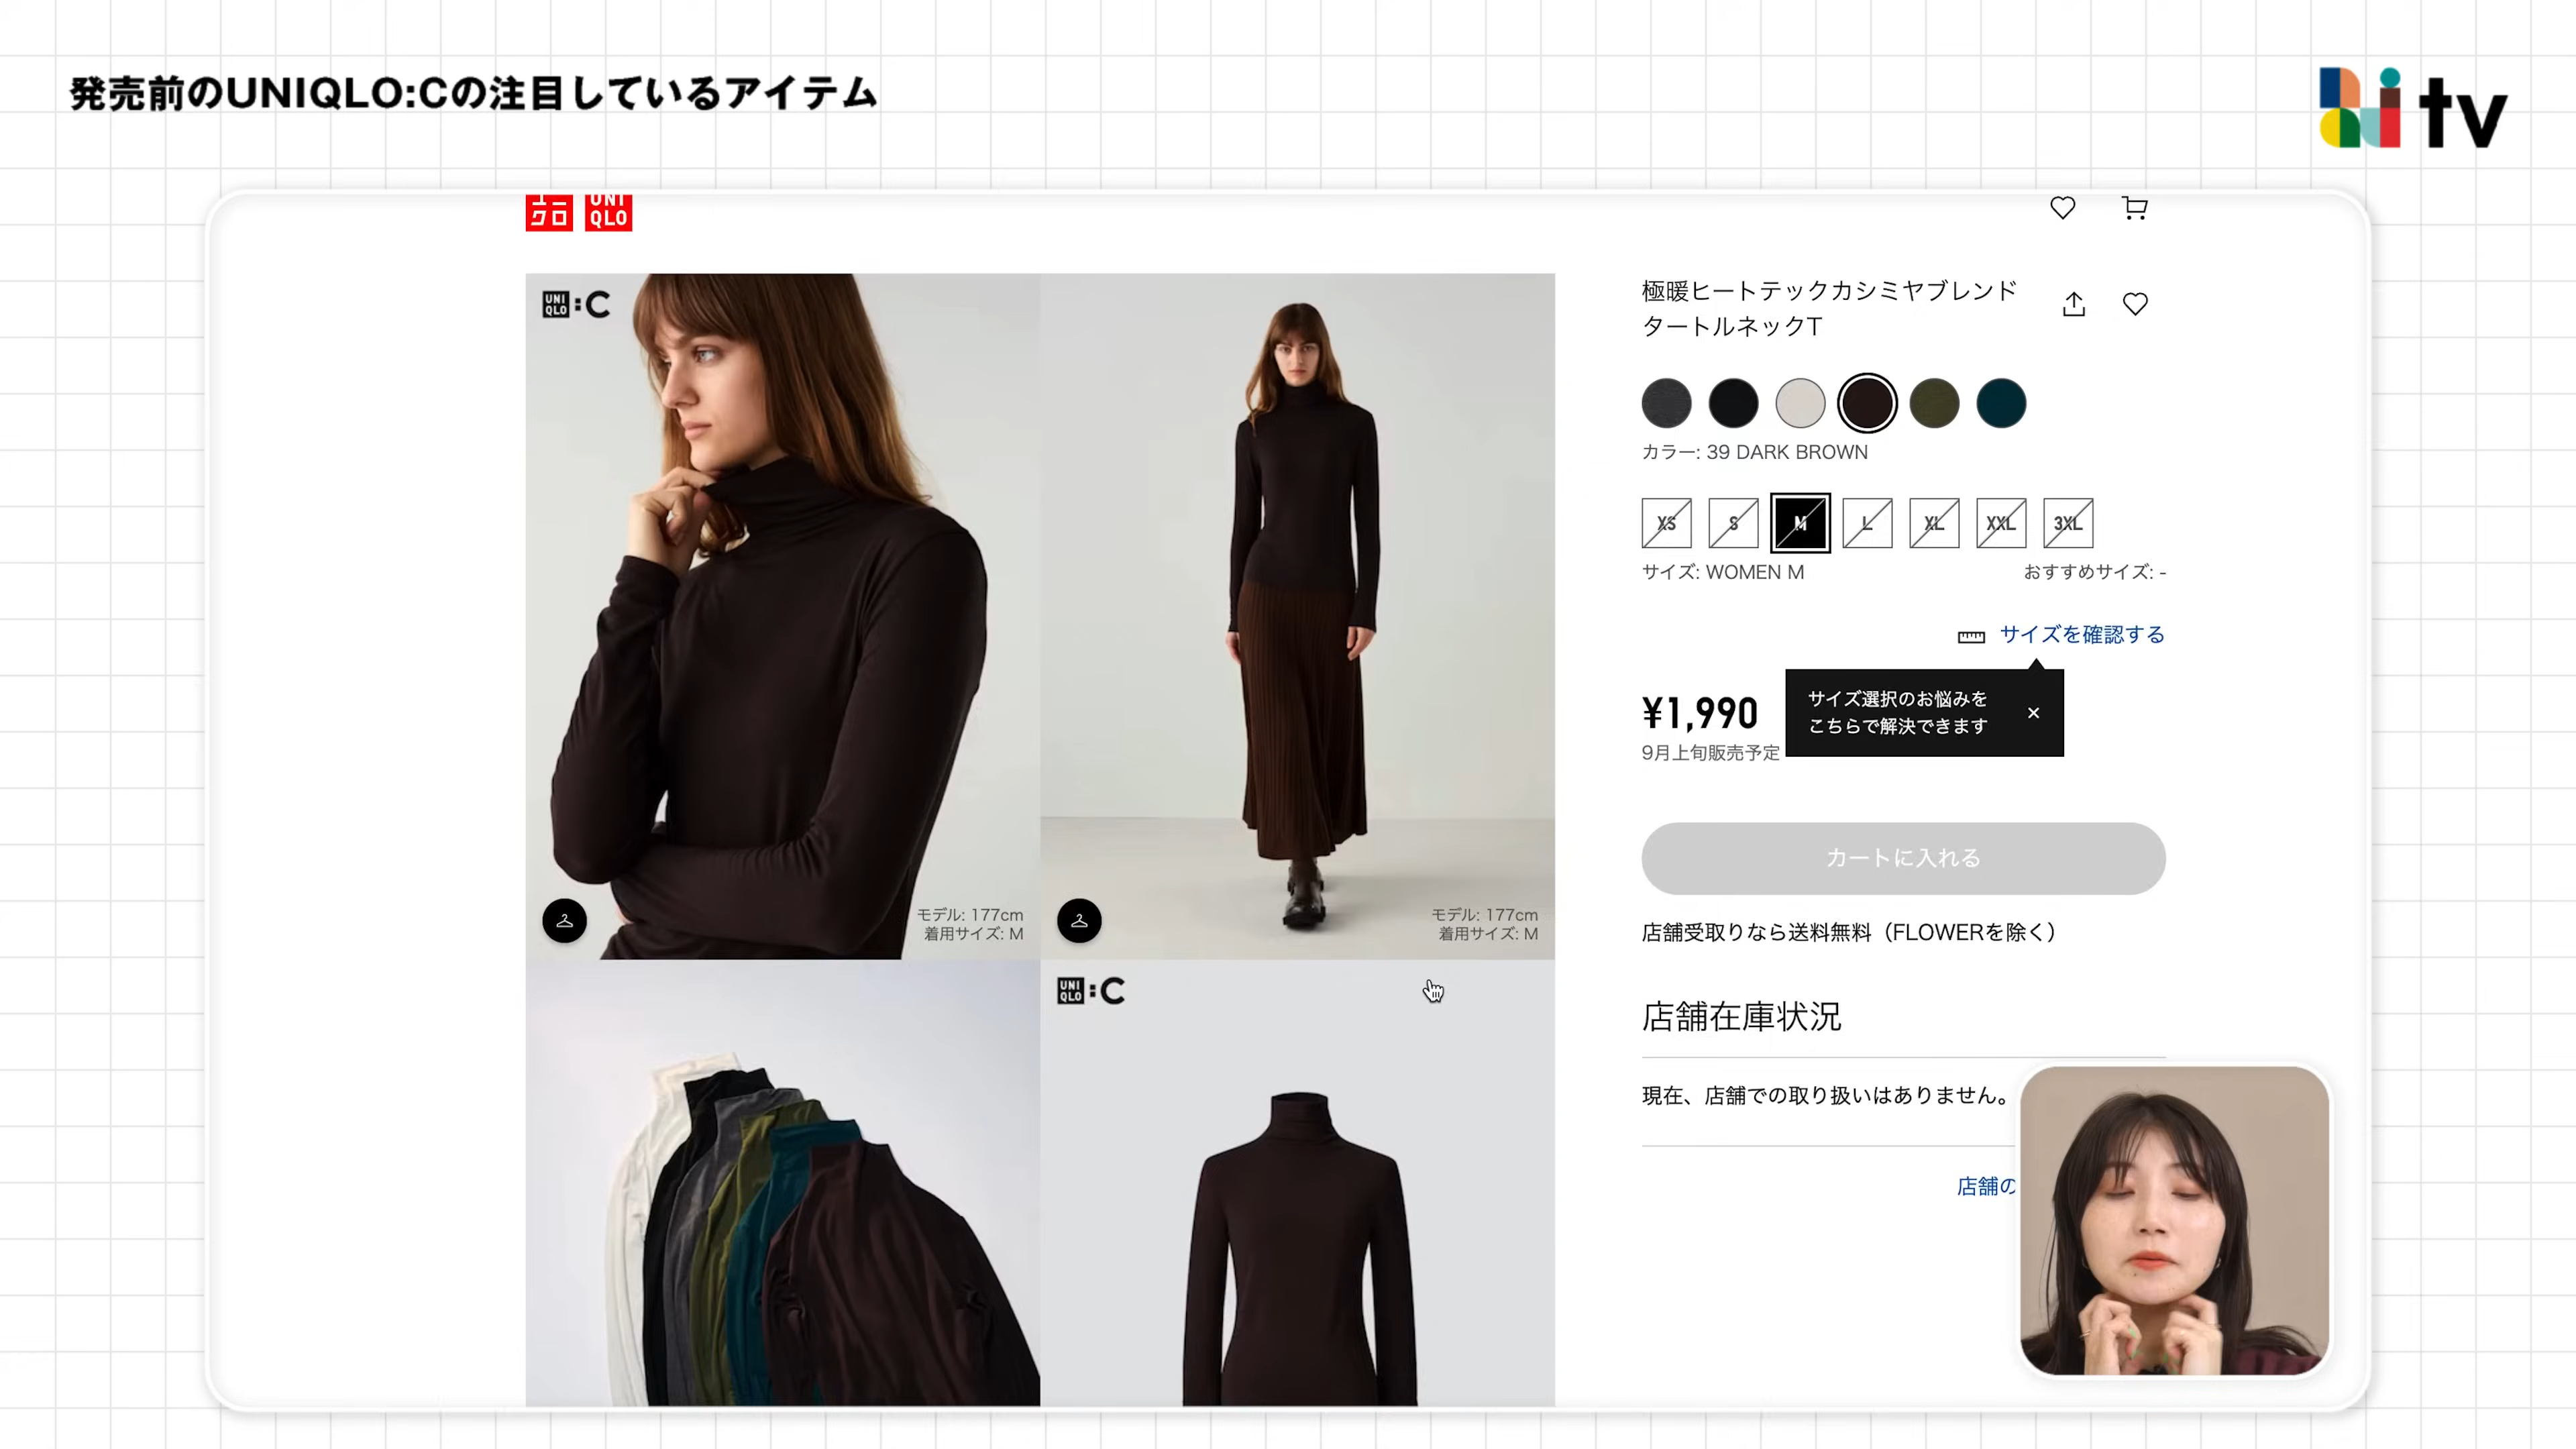 発売前のUNIQLO:Cの注目しているアイテム
tv
ユニ
クロ
UNI
QLO
UNI
QLO
:C
極暖ヒートテックカシミヤブレンド
タートルネックT
カラー: 39 DARK BROWN
XS S M L XL XXL 3XL
サイズ: WOMEN M
おすすめサイズ: -
サイズを確認する
サイズ選択のお悩みを
こちらで解決できます
¥1,990
9月上旬販売予定
カートに入れる
モデル: 177cm
着用サイズ: M
モデル: 177cm
着用サイズ: M
店舗受取りなら送料無料（FLOWERを除く）
UNI
QLO
:C
店舗在庫状況
現在、店舗での取り扱いはありません。
店舗の